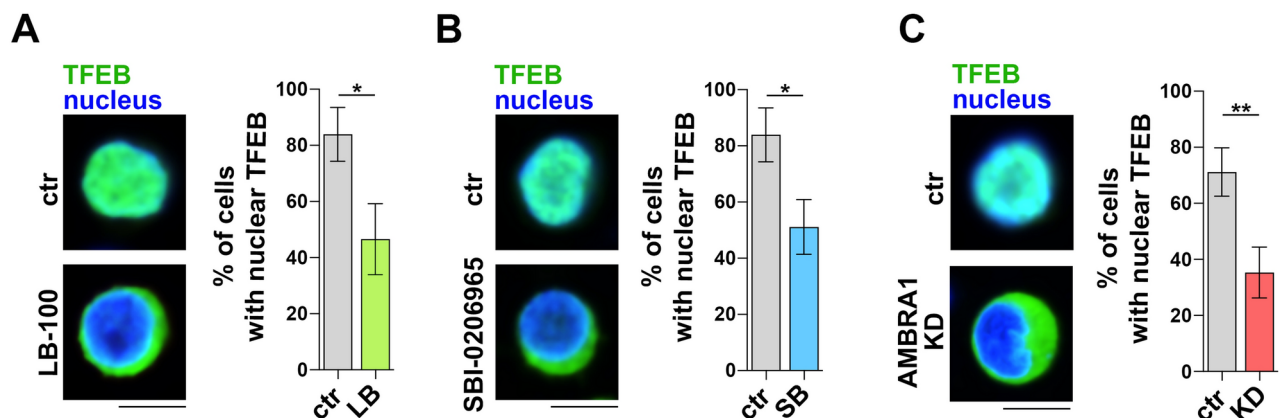 A
TFEB
nucleus
ctr
LB-100
% of cells
with nuclear TFEB
100
80
60
40
20
0
*
ctr
LB
B
TFEB
nucleus
ctr
SBI-0206965
% of cells
with nuclear TFEB
100
80
60
40
20
0
*
ctr
SB
C
TFEB
nucleus
ctr
AMBRA1
KD
% of cells
with nuclear TFEB
100
80
60
40
20
0
**
ctr
KD